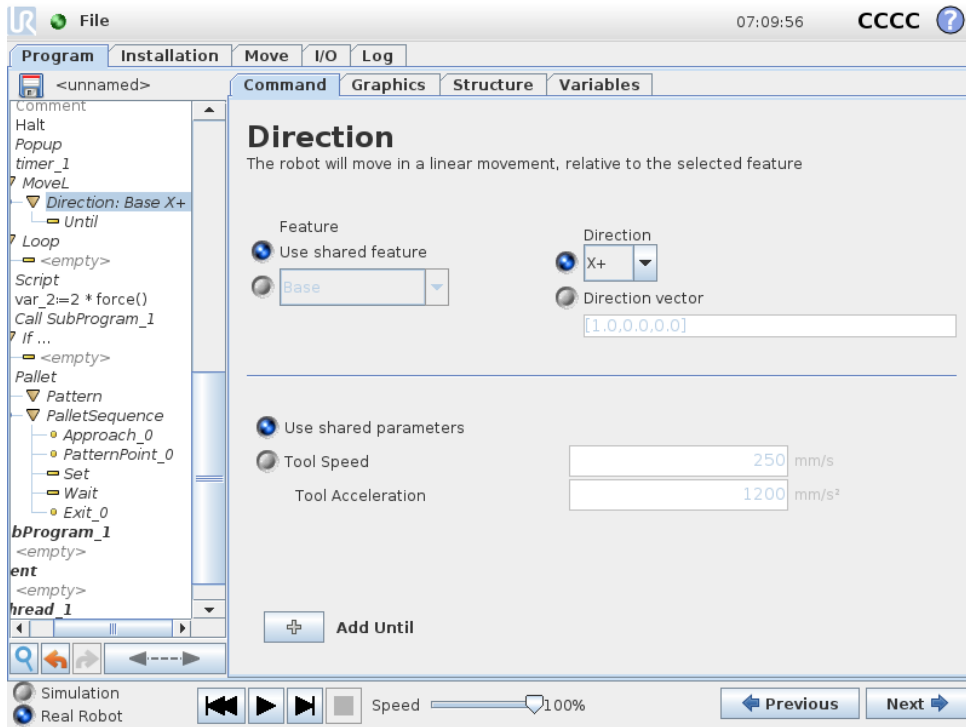 UR File 07:09:56 CCCC ?
Program Installation Move I/O Log
<unnamed>
Command Graphics Structure Variables
Comment
Halt
Popup
timer_1
MoveL
Direction: Base X+
Until
Loop
<empty>
Script
var_2:=2 * force()
Call SubProgram_1
If ...
<empty>
Pallet
Pattern
PalletSequence
Approach_0
PatternPoint_0
Set
Wait
Exit_0
bProgram_1
<empty>
ent
<empty>
hread_1
Direction
The robot will move in a linear movement, relative to the selected feature
Feature
Use shared feature
Base
Direction
X+
Direction vector
[1.0,0.0,0.0]
Use shared parameters
Tool Speed 250 mm/s
Tool Acceleration 1200 mm/s²
Add Until
Simulation
Real Robot
Speed 100%
Previous Next